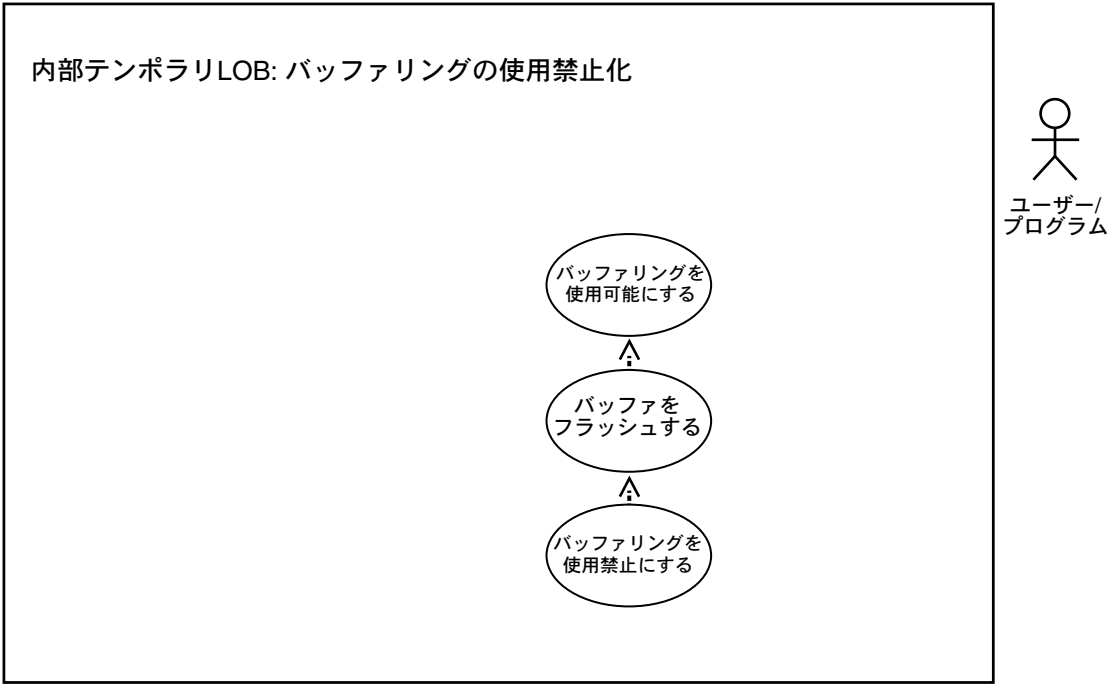 内部テンポラリLOB: バッファリングの使用禁止化
ユーザー/
プログラム
バッファリングを
使用可能にする
バッファを
フラッシュする
バッファリングを
使用禁止にする